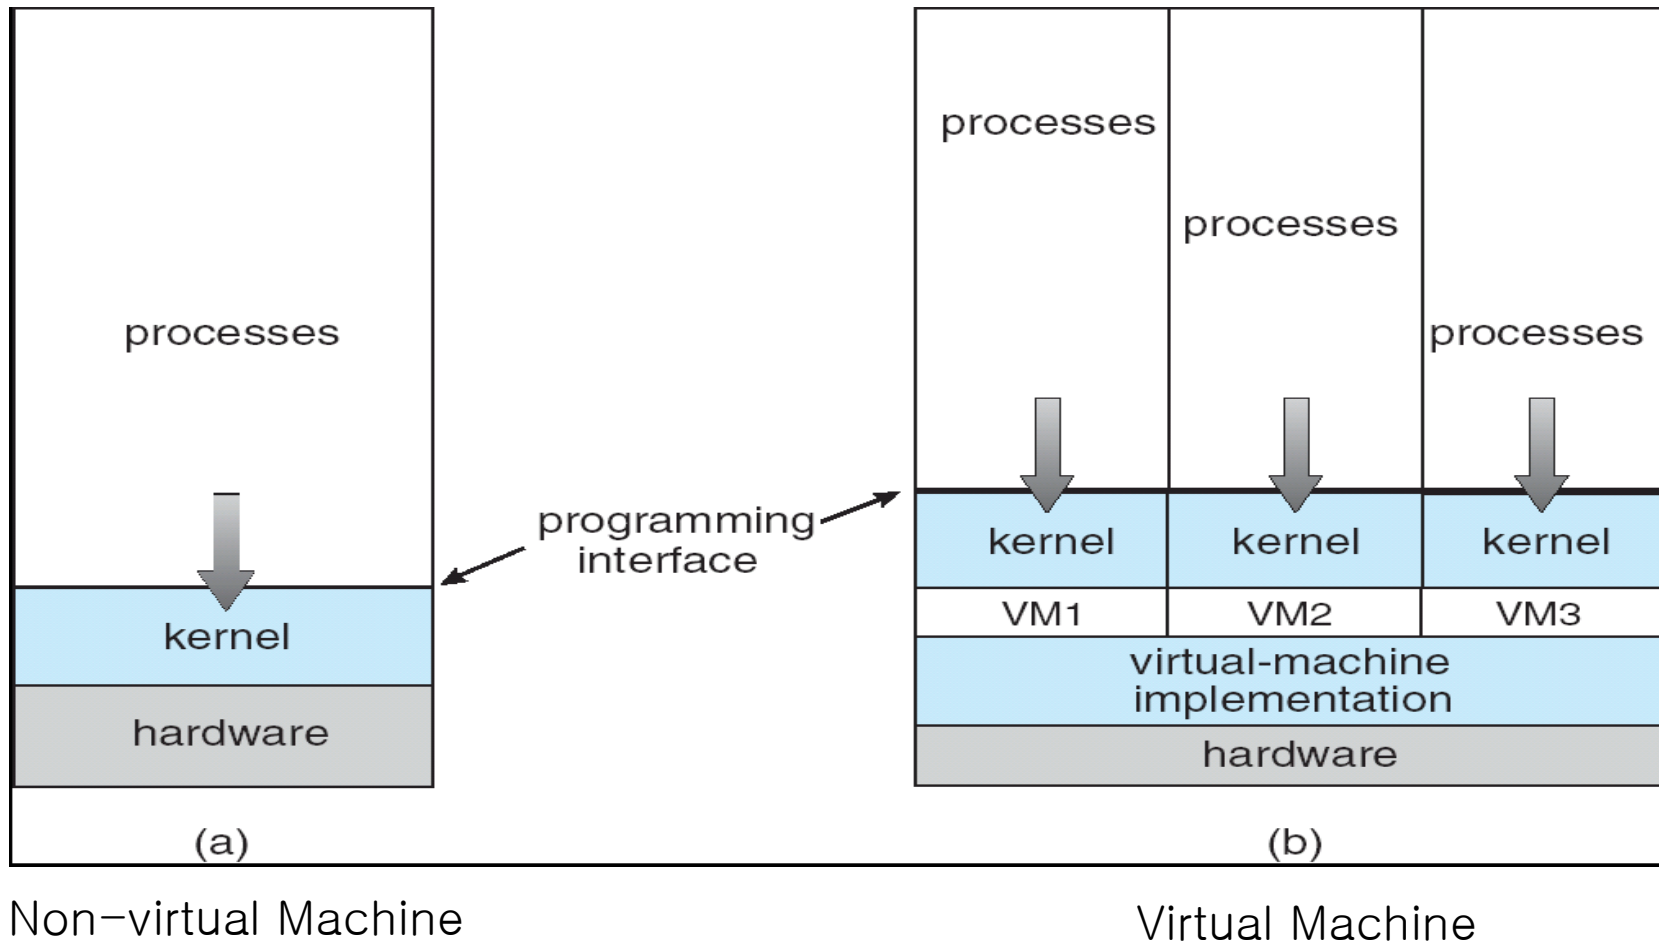 processes
kernel
hardware
(a)
programming
interface
processes
processes
processes
kernel kernel kernel
VM1 VM2 VM3
virtual-machine
implementation
hardware
(b)
Non-virtual Machine
Virtual Machine